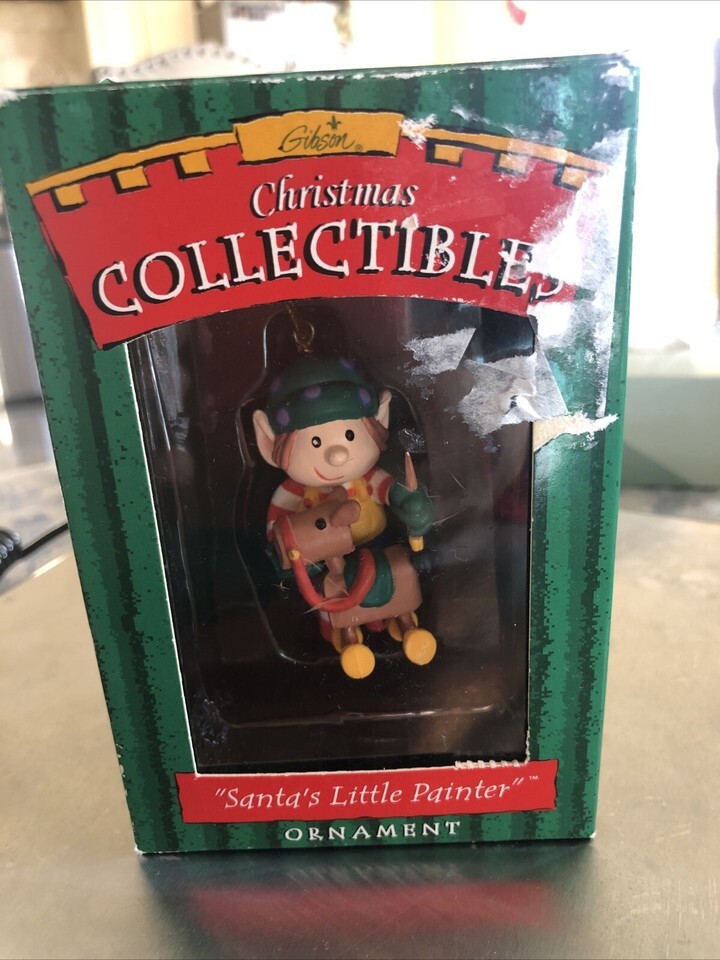 Gibson®
Christmas
COLLECTIBLES
"Santa's Little Painter"™
ORNAMENT